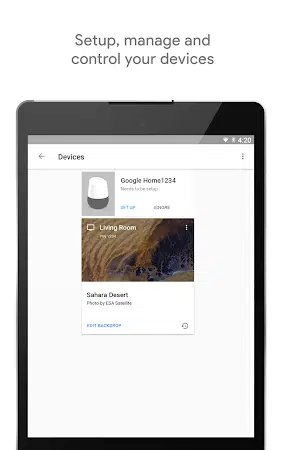 Setup, manage and
control your devices
4:20
Devices
Google Home1234
Needs to be setup
SET UP IGNORE
Living Room
Sahara Desert
Photo by ESA Satellite
EDIT BACKDROP